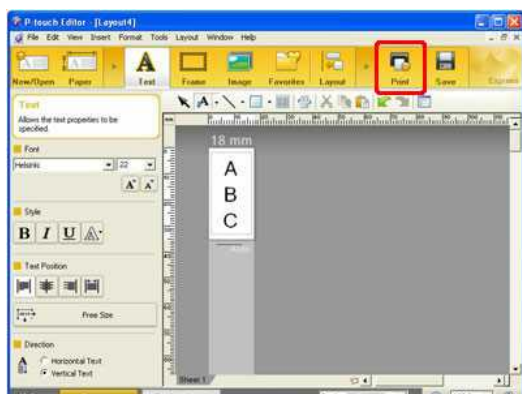 P-touch Editor - [Layout4]
File Edit View Insert Format Tools Layout Window Help
New/Open Paper Text Frame Image Favorites Layout Print Save Express
Text
Allows the text properties to be
specified.
Font
Helsinki 22
Style
B I U A
Text Position
Free Size
Direction
Horizontal Text
Vertical Text
18 mm
A
B
C
Sheet 1